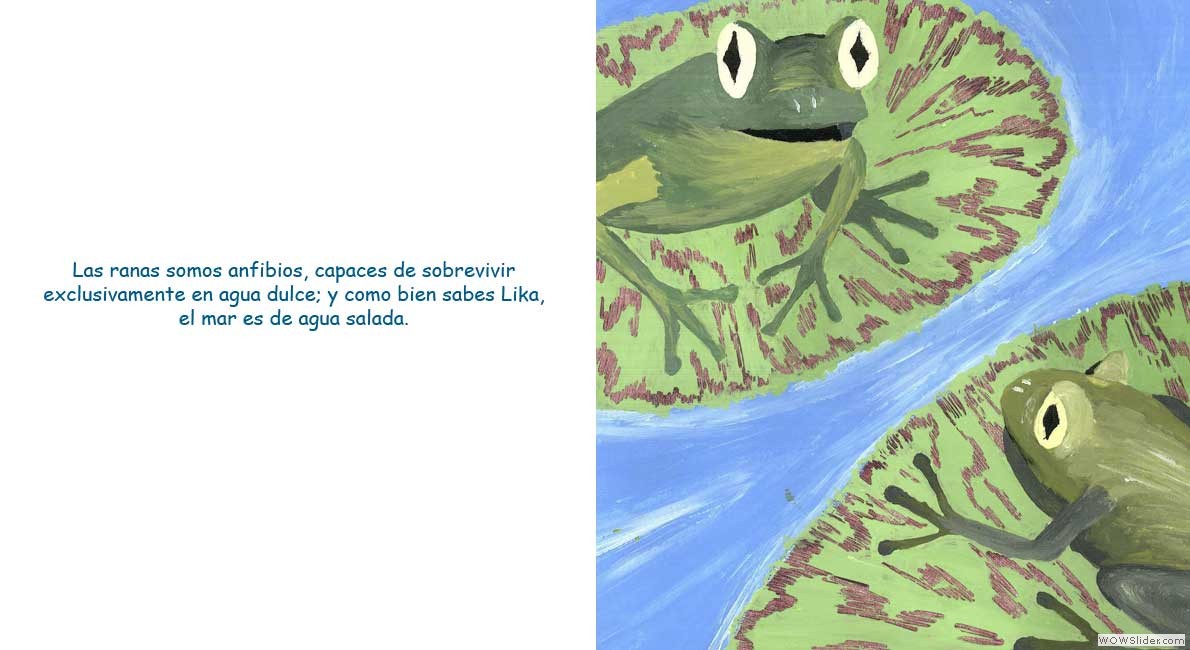 Las ranas somos anfibios, capaces de sobrevivir
exclusivamente en agua dulce; y como bien sabes Lika,
el mar es de agua salada.
WOWSlider.com